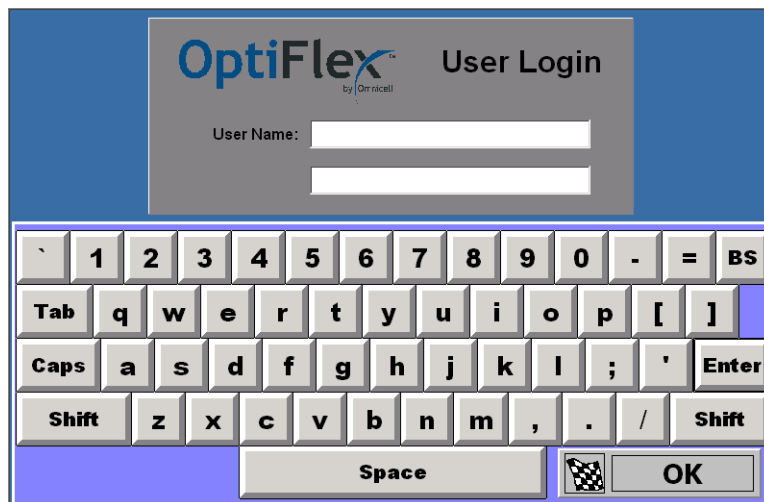 OptiFlex™ User Login
by Omnicell
User Name:
` 1 2 3 4 5 6 7 8 9 0 - = BS
Tab q w e r t y u i o p [ ]
Caps a s d f g h j k l ; ' Enter
Shift z x c v b n m , . / Shift
Space OK